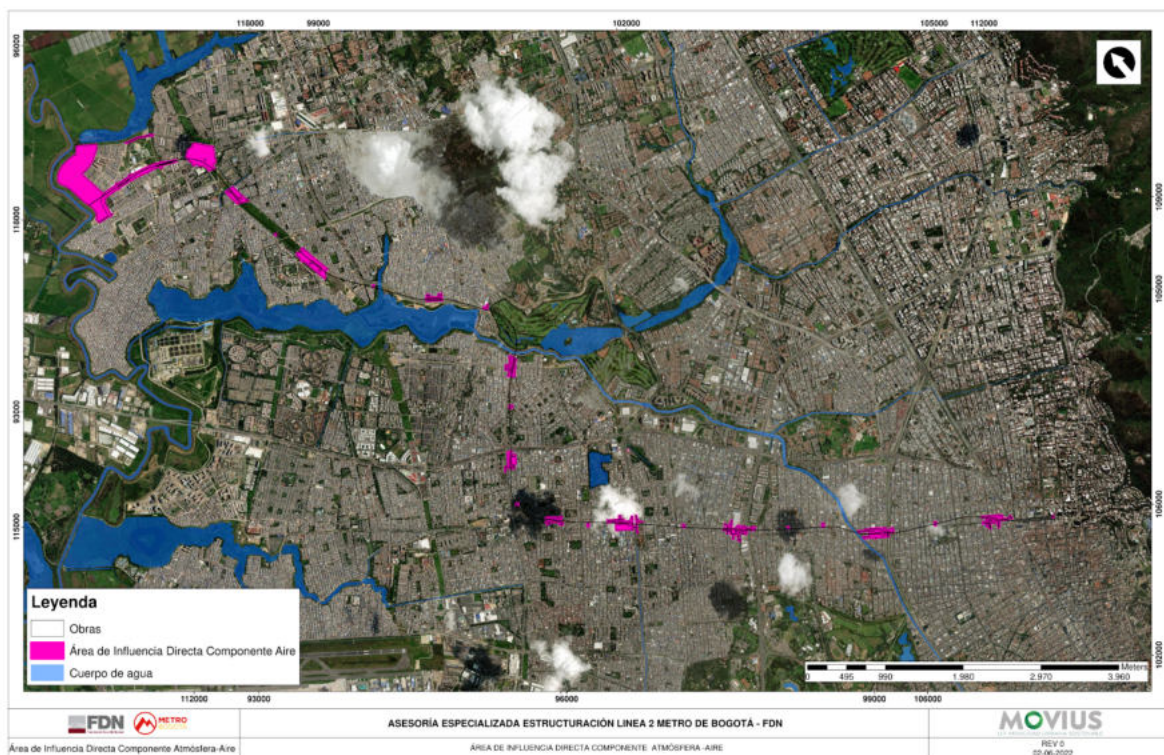 118000 99000 102000 105000 112000
96000
109000
118000
105000
93000
106000
115000
102000
Leyenda
Obras
Área de Influencia Directa Componente Aire
Cuerpo de agua
Meters
0 495 990 1.980 2.970 3.960
112000 93000 96000 99000 106000
FDN
METRO
ASESORÍA ESPECIALIZADA ESTRUCTURACIÓN LINEA 2 METRO DE BOGOTÁ - FDN
MOVIUS
Área de Influencia Directa Componente Atmósfera-Aire
ÁREA DE INFLUENCIA DIRECTA COMPONENTE ATMÓSFERA -AIRE
REV 0
02-06-2022